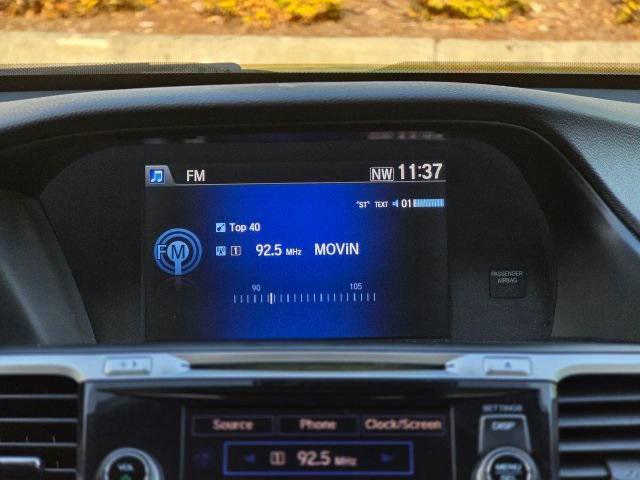 FM NW 11:37
"ST" TEXT 01
Top 40
FM 1 92.5 MHz MOViN
90 105
PASSENGER
AIRBAG
SETTINGS
Source Phone Clock/Screen DISP
1 92.5 MHz
VOL MENU